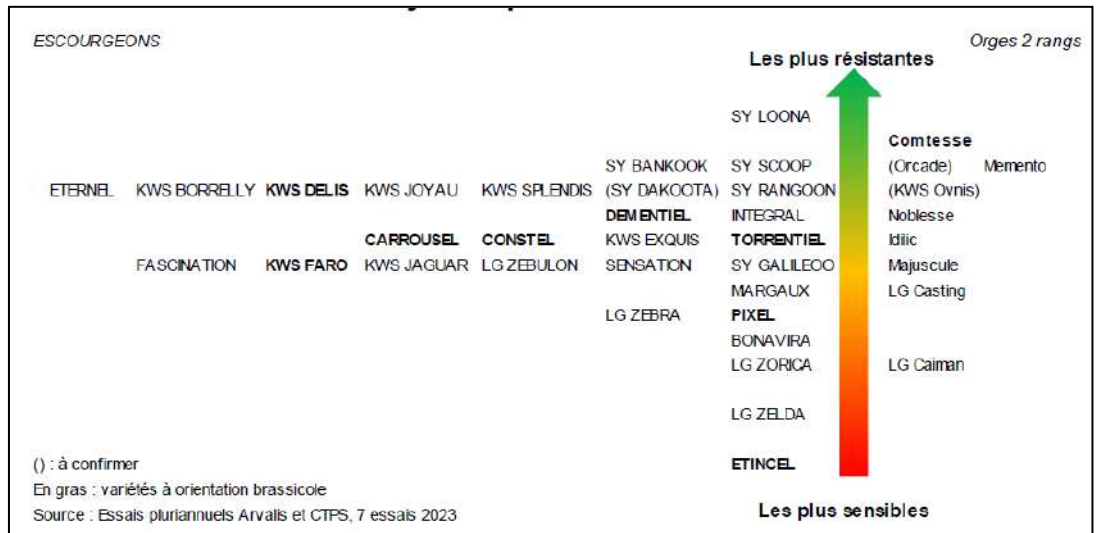 ESCOURGEONS Orges 2 rangs
Les plus résistantes
SY LOONA
Comtesse
SY BANKOOK SY SCOOP (Orcade) Memento
ETERNEL KWS BORRELLY KWS DELIS KWS JOYAU KWS SPLENDIS (SY DAKOOTA) SY RANGOON (KWS Ovnis)
DEMENTIEL INTEGRAL Noblesse
CARROUSEL CONSTEL KWS EXQUIS TORRENTIEL Idilic
FASCINATION KWS FARO KWS JAGUAR LG ZEBULON SENSATION SY GALILEOO Majuscule
MARGAUX LG Casting
LG ZEBRA PIXEL
BONAVIRA
LG ZORICA LG Caiman
LG ZELDA
() : à confirmer ETINCEL
En gras : variétés à orientation brassicole
Source : Essais pluriannuels Arvalis et CTPS, 7 essais 2023 Les plus sensibles